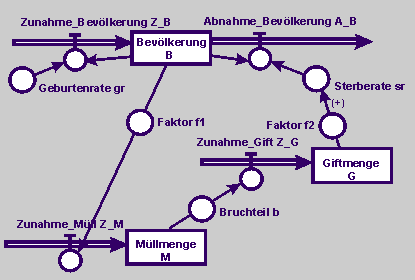 Zunahme_Bevölkerung Z_B
Abnahme_Bevölkerung A_B
Bevölkerung
B
Geburtenrate gr
Sterberate sr
(+)
Faktor f1
Faktor f2
Zunahme_Gift Z_G
Giftmenge
G
Bruchteil b
Zunahme_Müll Z_M
Müllmenge
M